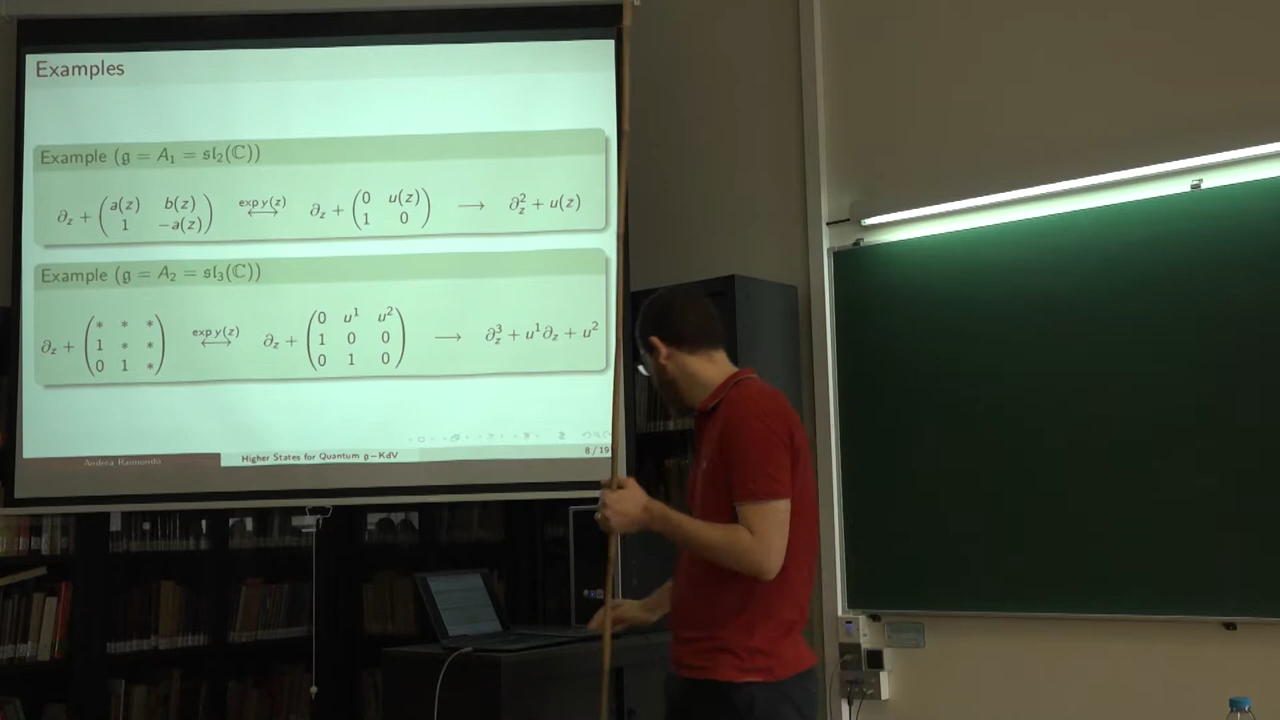 Examples
Example (𝔤 = A₁ = 𝔰𝔩₂(ℂ))
∂_z + ( a(z) b(z) ; 1 −a(z) ) ⟷^{exp y(z)} ∂_z + ( 0 u(z) ; 1 0 ) ⟶ ∂_z² + u(z)
Example (𝔤 = A₂ = 𝔰𝔩₃(ℂ))
∂_z + ( * * * ; 1 * * ; 0 1 * ) ⟷^{exp y(z)} ∂_z + ( 0 u¹ u² ; 1 0 0 ; 0 1 0 ) ⟶ ∂_z³ + u¹∂_z + u²
Andrea Raimondo Higher States for Quantum 𝔤−KdV 8 / 19